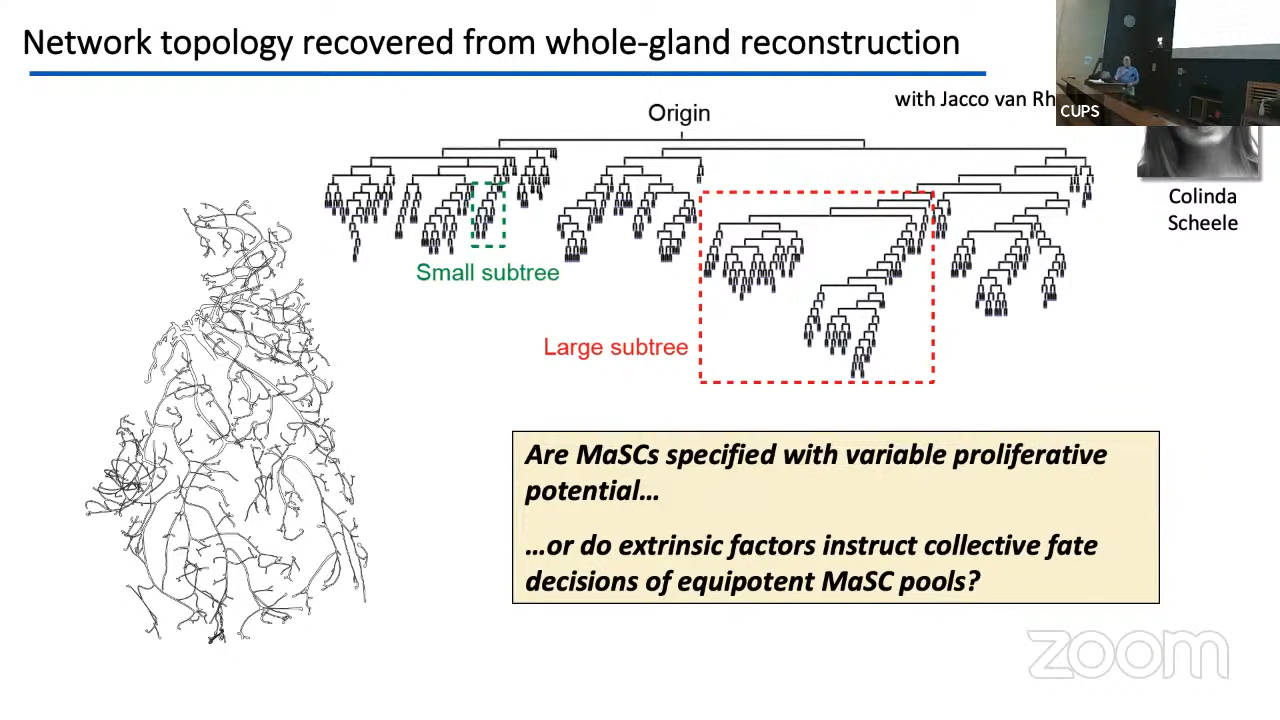 Network topology recovered from whole-gland reconstruction
with Jacco van
CUPS
Origin
Colinda
Scheele
Small subtree
Large subtree
Are MaSCs specified with variable proliferative
potential…
…or do extrinsic factors instruct collective fate
decisions of equipotent MaSC pools?
zoom